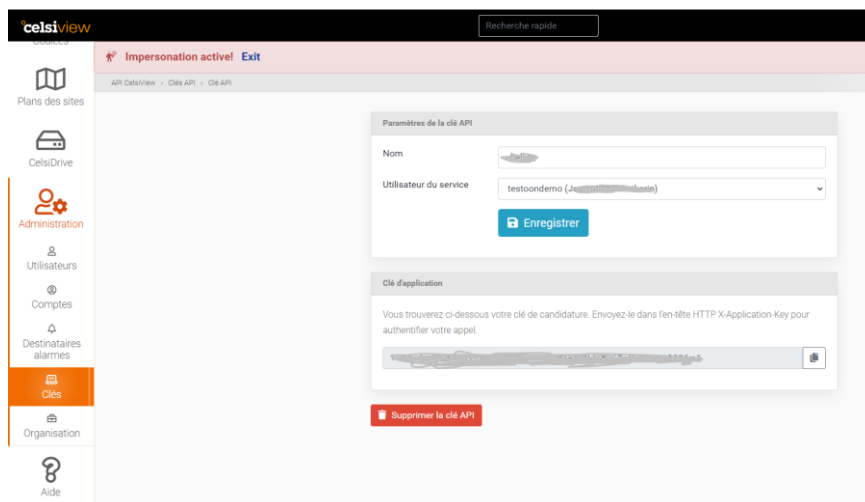 °celsiview
Recherche rapide
Impersonation active! Exit
API CelsiView › Clés API › Clé API
Plans des sites
CelsiDrive
Administration
Utilisateurs
Comptes
Destinataires
alarmes
Clés
Organisation
Aide
Paramètres de la clé API
Nom
Utilisateur du service
testoondemo
Enregistrer
Clé d'application
Vous trouverez ci-dessous votre clé de candidature. Envoyez-le dans l'en-tête HTTP X-Application-Key pour
authentifier votre appel.
Supprimer la clé API